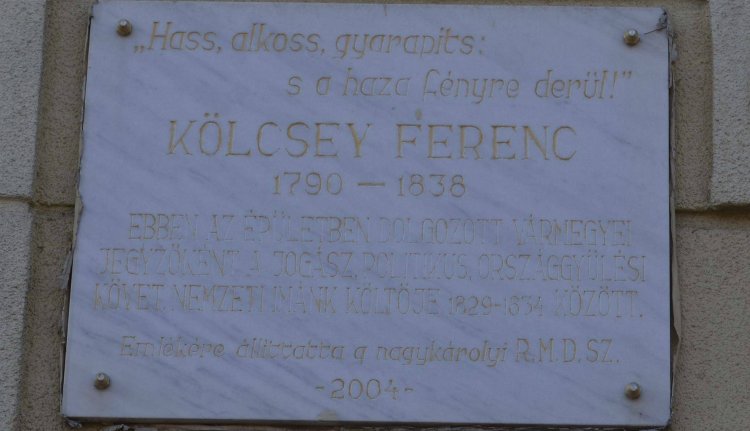 „Hass, alkoss, gyarapits:
s a haza fényre derül!”
KÖLCSEY FERENC
1790 — 1838
EBBEN AZ ÉPÜLETBEN DOLGOZOTT VÁRMEGYEI
JEGYZŐKÉNT A JOGÁSZ, POLITIKUS, ORSZÁGGYŰLÉSI
KÖVET, NEMZETI IMÁNK KÖLTŐJE 1829-1834 KÖZÖTT.
Emlékére állíttatta a nagykárolyi R.M.D.SZ.
-2004-